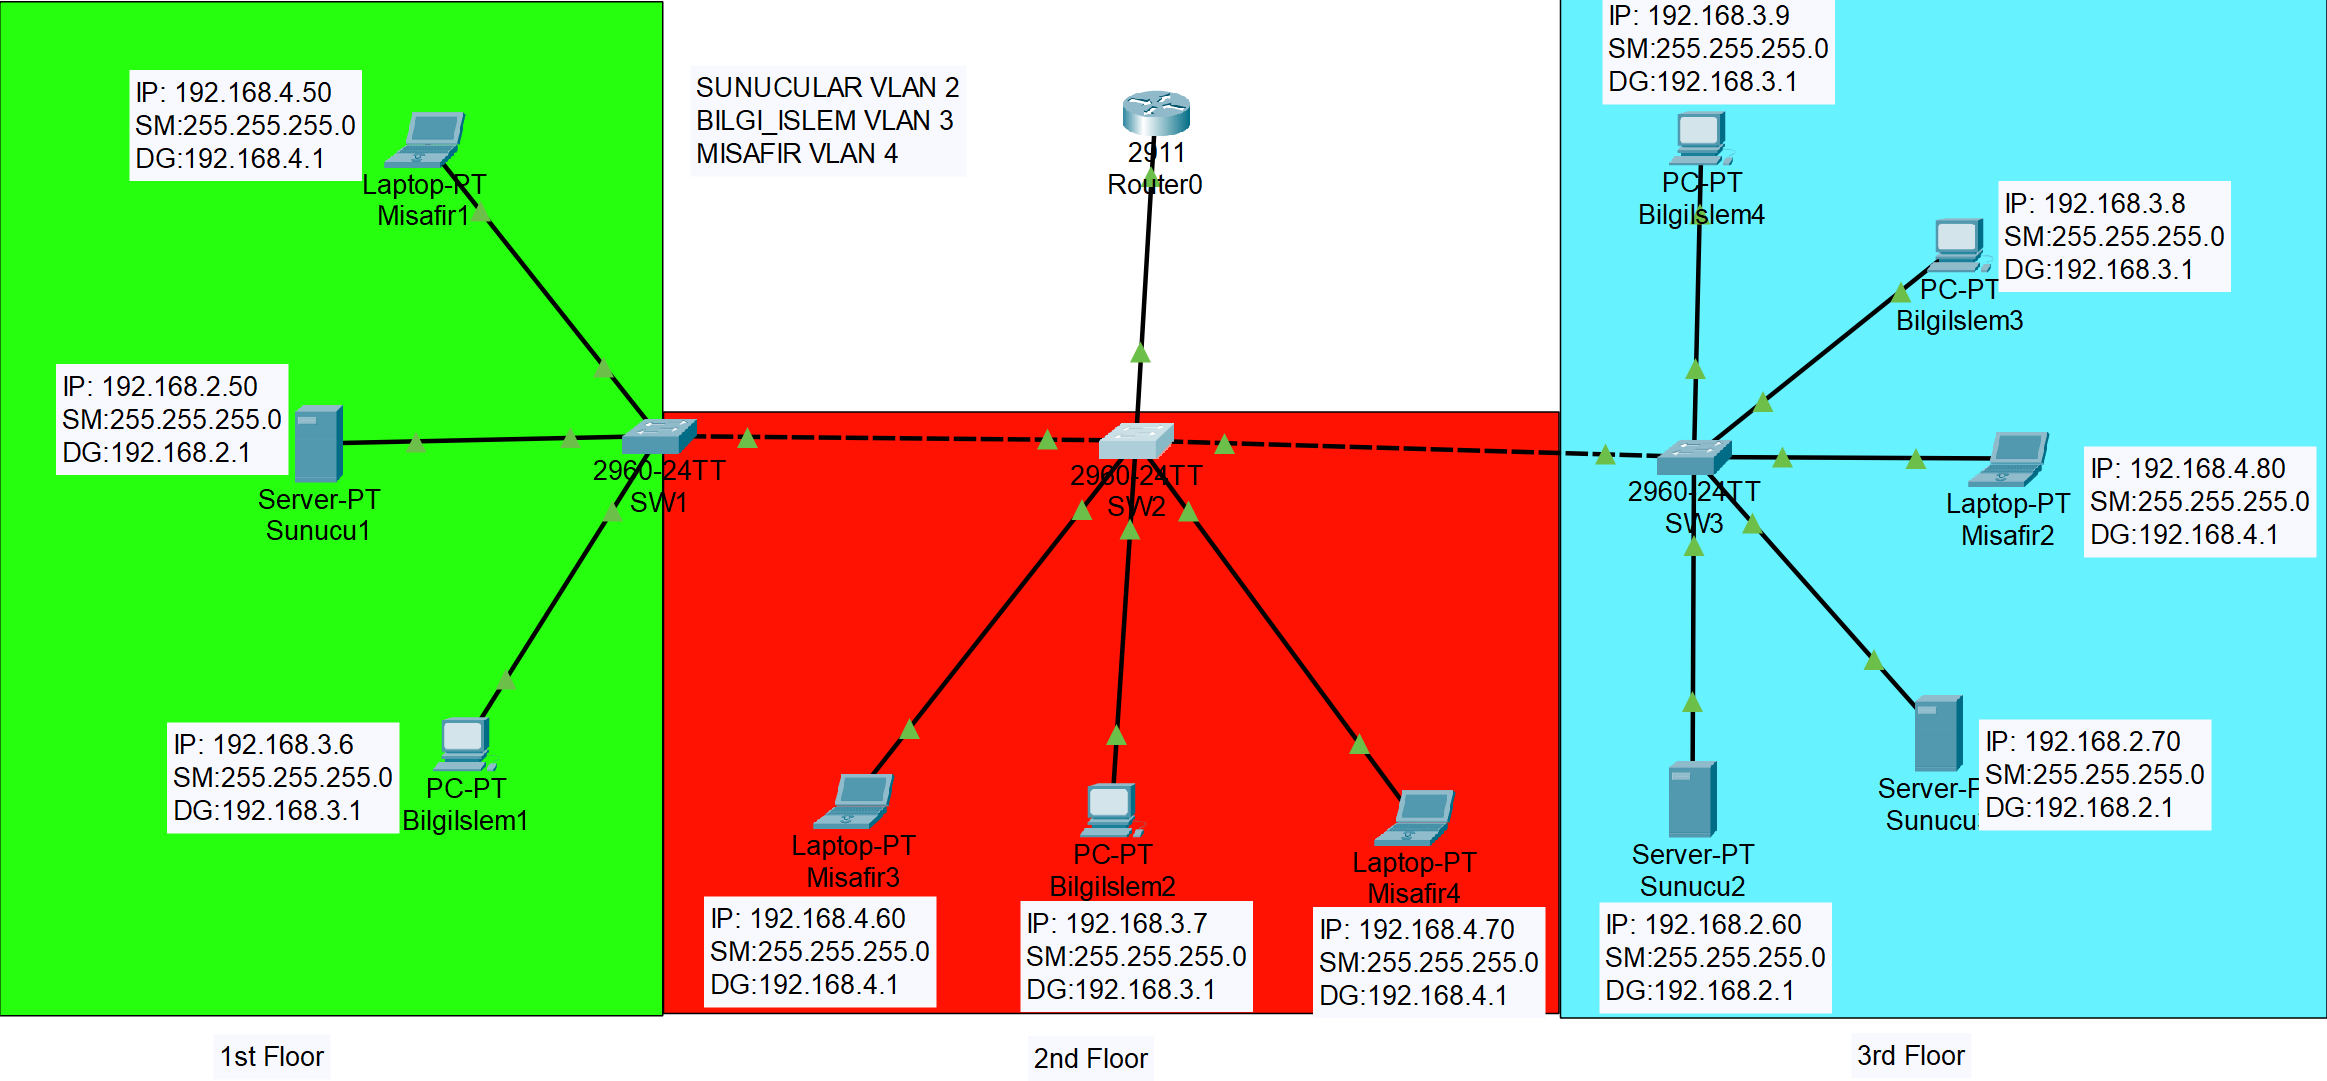 IP: 192.168.4.50
SM:255.255.255.0
DG:192.168.4.1
Laptop-PT
Misafir1
IP: 192.168.2.50
SM:255.255.255.0
DG:192.168.2.1
Server-PT
Sunucu1
IP: 192.168.3.6
SM:255.255.255.0
DG:192.168.3.1
PC-PT
BilgiIslem1
2960-24TT
SW1
1st Floor
SUNUCULAR VLAN 2
BILGI_ISLEM VLAN 3
MISAFIR VLAN 4
2911
Router0
2960-24TT
SW2
Laptop-PT
Misafir3
IP: 192.168.4.60
SM:255.255.255.0
DG:192.168.4.1
PC-PT
BilgiIslem2
IP: 192.168.3.7
SM:255.255.255.0
DG:192.168.3.1
Laptop-PT
Misafir4
IP: 192.168.4.70
SM:255.255.255.0
DG:192.168.4.1
2nd Floor
IP: 192.168.3.9
SM:255.255.255.0
DG:192.168.3.1
PC-PT
BilgiIslem4
IP: 192.168.3.8
SM:255.255.255.0
DG:192.168.3.1
PC-PT
BilgiIslem3
2960-24TT
SW3
Laptop-PT
Misafir2
IP: 192.168.4.80
SM:255.255.255.0
DG:192.168.4.1
Server-P
Sunucu
IP: 192.168.2.70
SM:255.255.255.0
DG:192.168.2.1
Server-PT
Sunucu2
IP: 192.168.2.60
SM:255.255.255.0
DG:192.168.2.1
3rd Floor